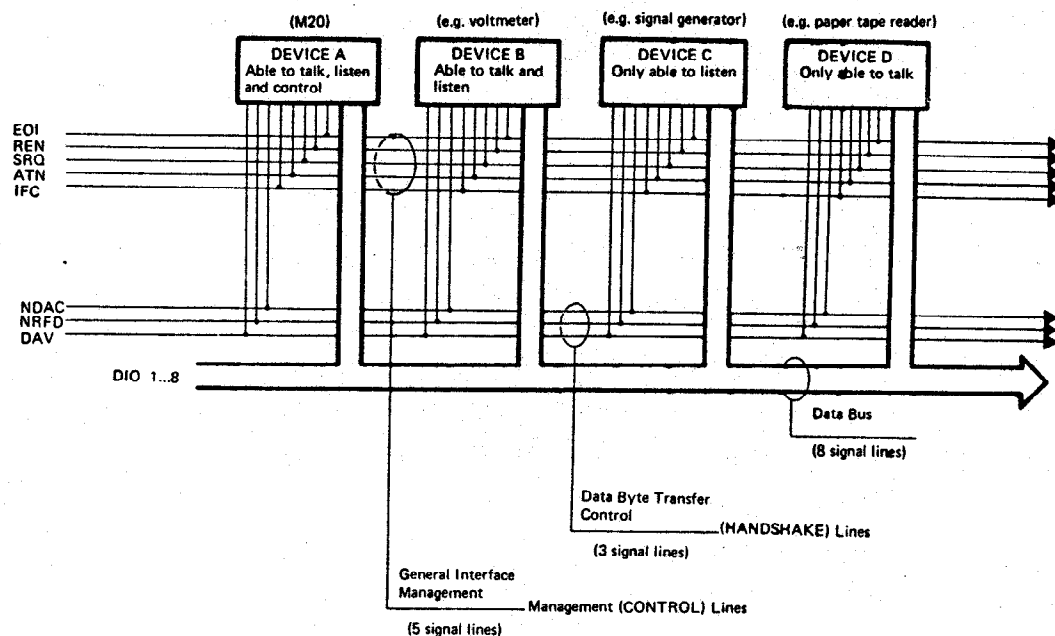 (M20)
(e.g. voltmeter)
(e.g. signal generator)
(e.g. paper tape reader)
DEVICE A
Able to talk, listen
and control
DEVICE B
Able to talk and
listen
DEVICE C
Only able to listen
DEVICE D
Only able to talk
EOI
REN
SRQ
ATN
IFC
NDAC
NRFD
DAV
DIO 1...8
Data Bus
(8 signal lines)
Data Byte Transfer
Control
(HANDSHAKE) Lines
(3 signal lines)
General Interface
Management
Management (CONTROL) Lines
(5 signal lines)